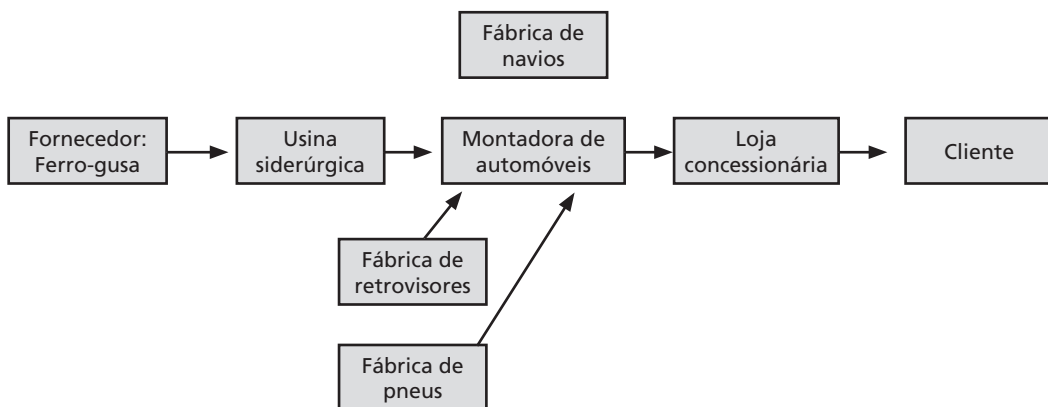 Fábrica de
navios
Fornecedor:
Ferro-gusa
Usina
siderúrgica
Montadora de
automóveis
Loja
concessionária
Cliente
Fábrica de
retrovisores
Fábrica de
pneus